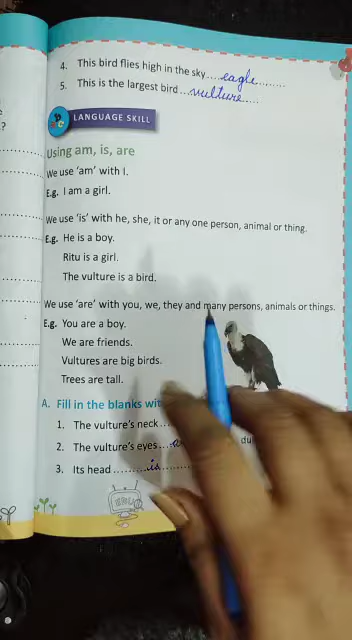 4. This bird flies high in the sky....eagle........
5. This is the largest bird...vulture....
LANGUAGE SKILL
Using am, is, are
We use 'am' with I.
E.g. I am a girl.
We use 'is' with he, she, it or any one person, animal or thing.
E.g. He is a boy.
Ritu is a girl.
The vulture is a bird.
We use 'are' with you, we, they and many persons, animals or things.
E.g. You are a boy.
We are friends.
Vultures are big birds.
Trees are tall.
A. Fill in the blanks
1. The vulture's neck...
2. The vulture's eyes...
3. Its head ..........is..........